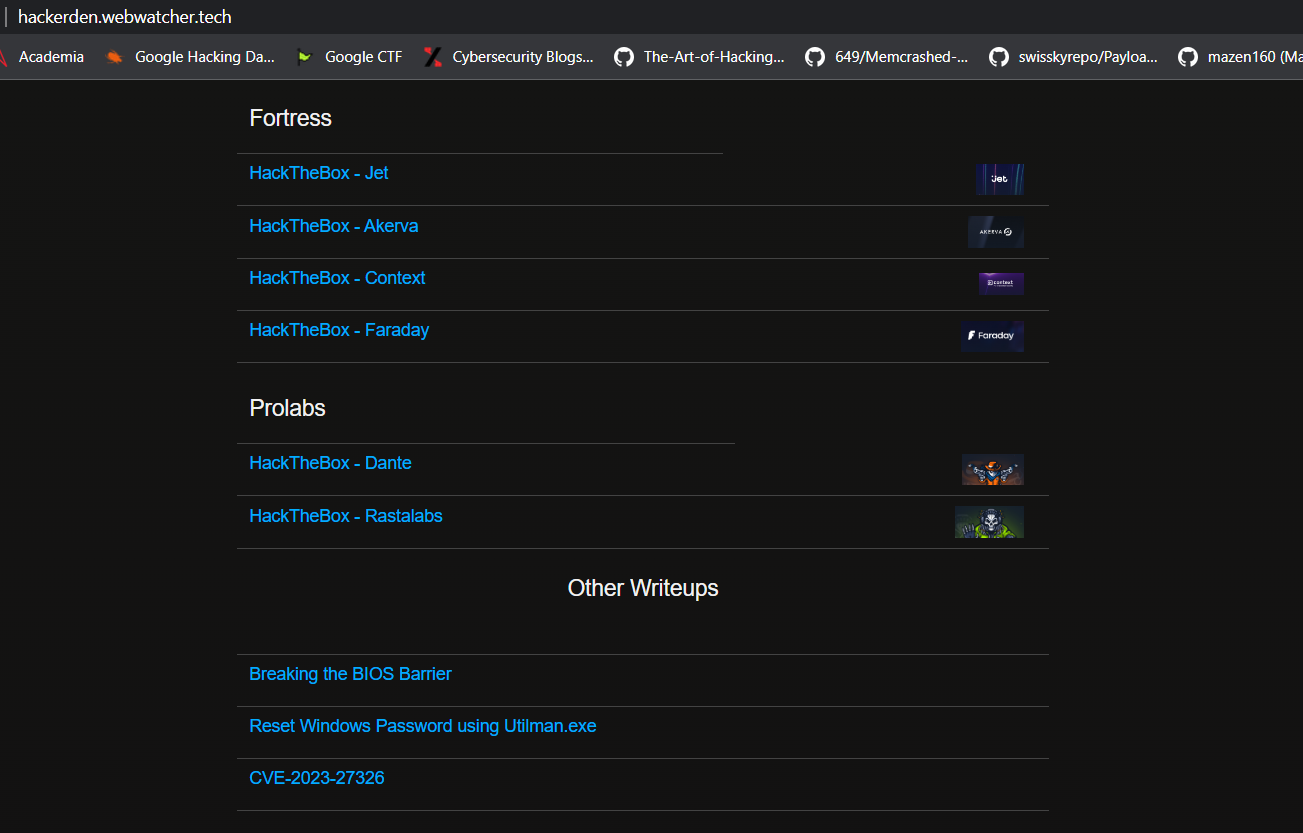 hackerden.webwatcher.tech
Academia Google Hacking Da... Google CTF Cybersecurity Blogs... The-Art-of-Hacking... 649/Memcrashed-... swisskyrepo/Payloa... mazen160 (Ma
Fortress
HackTheBox - Jet Jet
HackTheBox - Akerva AKERVA
HackTheBox - Context context
HackTheBox - Faraday Faraday
Prolabs
HackTheBox - Dante
HackTheBox - Rastalabs
Other Writeups
Breaking the BIOS Barrier
Reset Windows Password using Utilman.exe
CVE-2023-27326